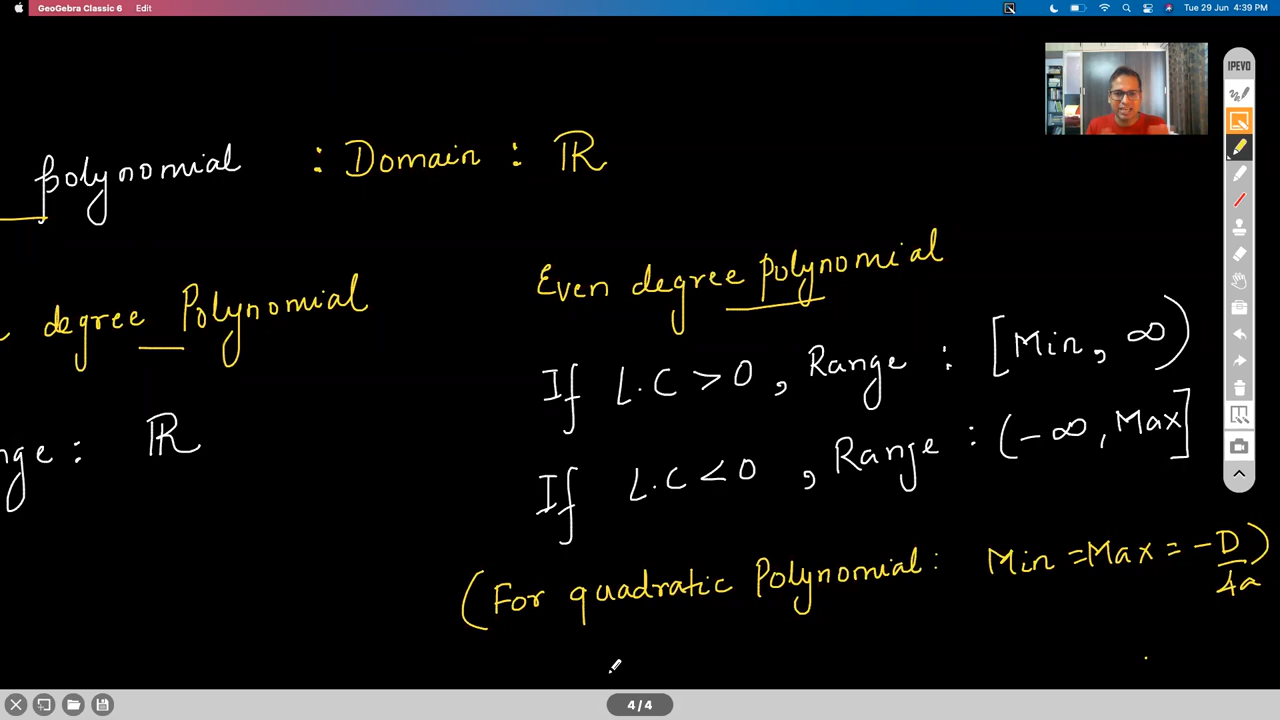 GeoGebra Classic 6 Edit Tue 29 Jun 4:39 PM
IPEVO
polynomial : Domain : ℝ
degree Polynomial
nge : ℝ
Even degree polynomial
If L.C > 0 , Range : [Min, ∞)
If L.C < 0 , Range : (-∞, Max]
(For quadratic Polynomial : Min = Max = -D/4a)
4 / 4